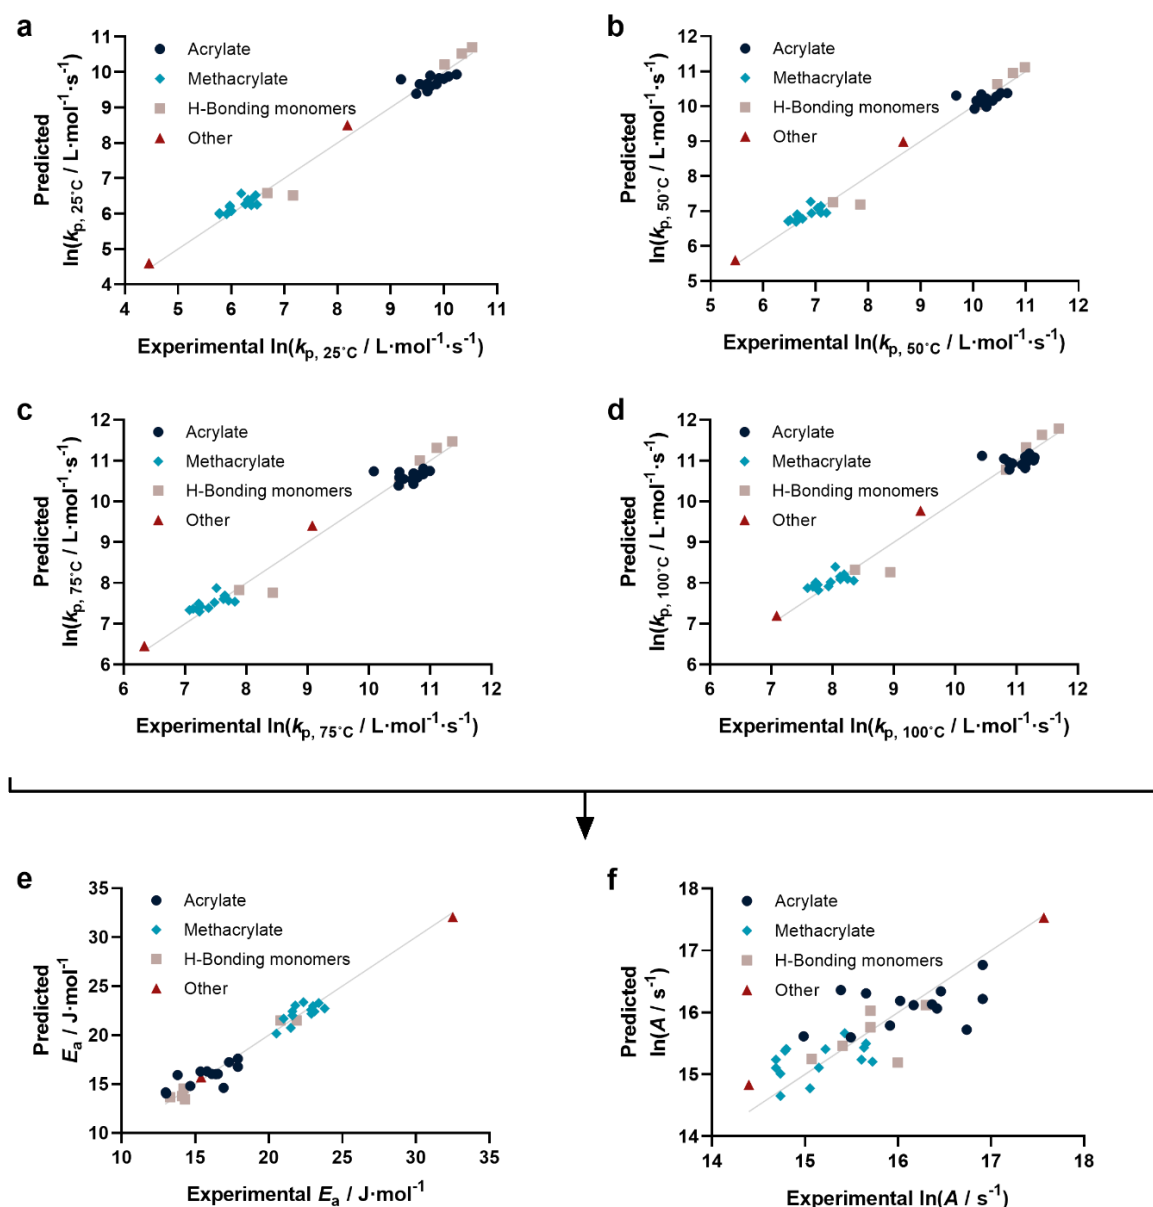 a
Predicted
ln(kp, 25°C / L·mol-1·s-1)
11
10
9
8
7
6
5
4
4 5 6 7 8 9 10 11
Acrylate
Methacrylate
H-Bonding monomers
Other
Experimental ln(kp, 25°C / L·mol-1·s-1)
b
Predicted
ln(kp, 50°C / L·mol-1·s-1)
12
11
10
9
8
7
6
5
5 6 7 8 9 10 11 12
Acrylate
Methacrylate
H-Bonding monomers
Other
Experimental ln(kp, 50°C / L·mol-1·s-1)
c
Predicted
ln(kp, 75°C / L·mol-1·s-1)
12
11
10
9
8
7
6
6 7 8 9 10 11 12
Acrylate
Methacrylate
H-Bonding monomers
Other
Experimental ln(kp, 75°C / L·mol-1·s-1)
d
Predicted
ln(kp, 100°C / L·mol-1·s-1)
12
11
10
9
8
7
6
6 7 8 9 10 11 12
Acrylate
Methacrylate
H-Bonding monomers
Other
Experimental ln(kp, 100°C / L·mol-1·s-1)
e
Predicted
Ea / J·mol-1
35
30
25
20
15
10
10 15 20 25 30 35
Acrylate
Methacrylate
H-Bonding monomers
Other
Experimental Ea / J·mol-1
f
Predicted
ln(A / s-1)
18
17
16
15
14
14 15 16 17 18
Acrylate
Methacrylate
H-Bonding monomers
Other
Experimental ln(A / s-1)